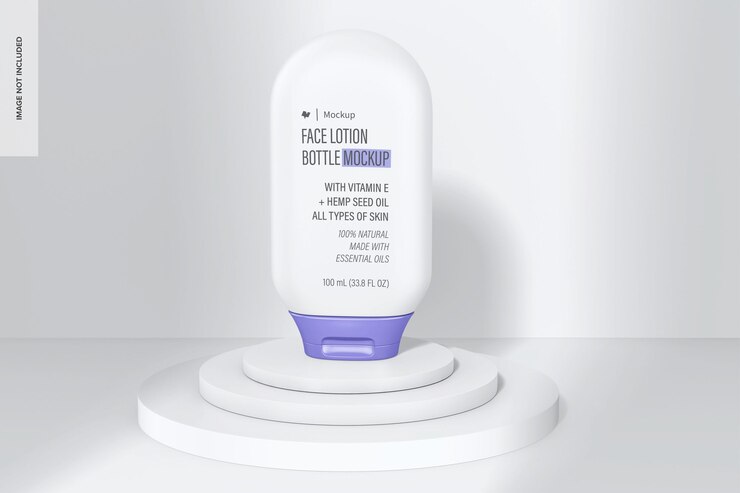 IMAGE NOT INCLUDED
Mockup
FACE LOTION
BOTTLE MOCKUP
WITH VITAMIN E
+ HEMP SEED OIL
ALL TYPES OF SKIN
100% NATURAL
MADE WITH
ESSENTIAL OILS
100 mL (33.8 FL OZ)